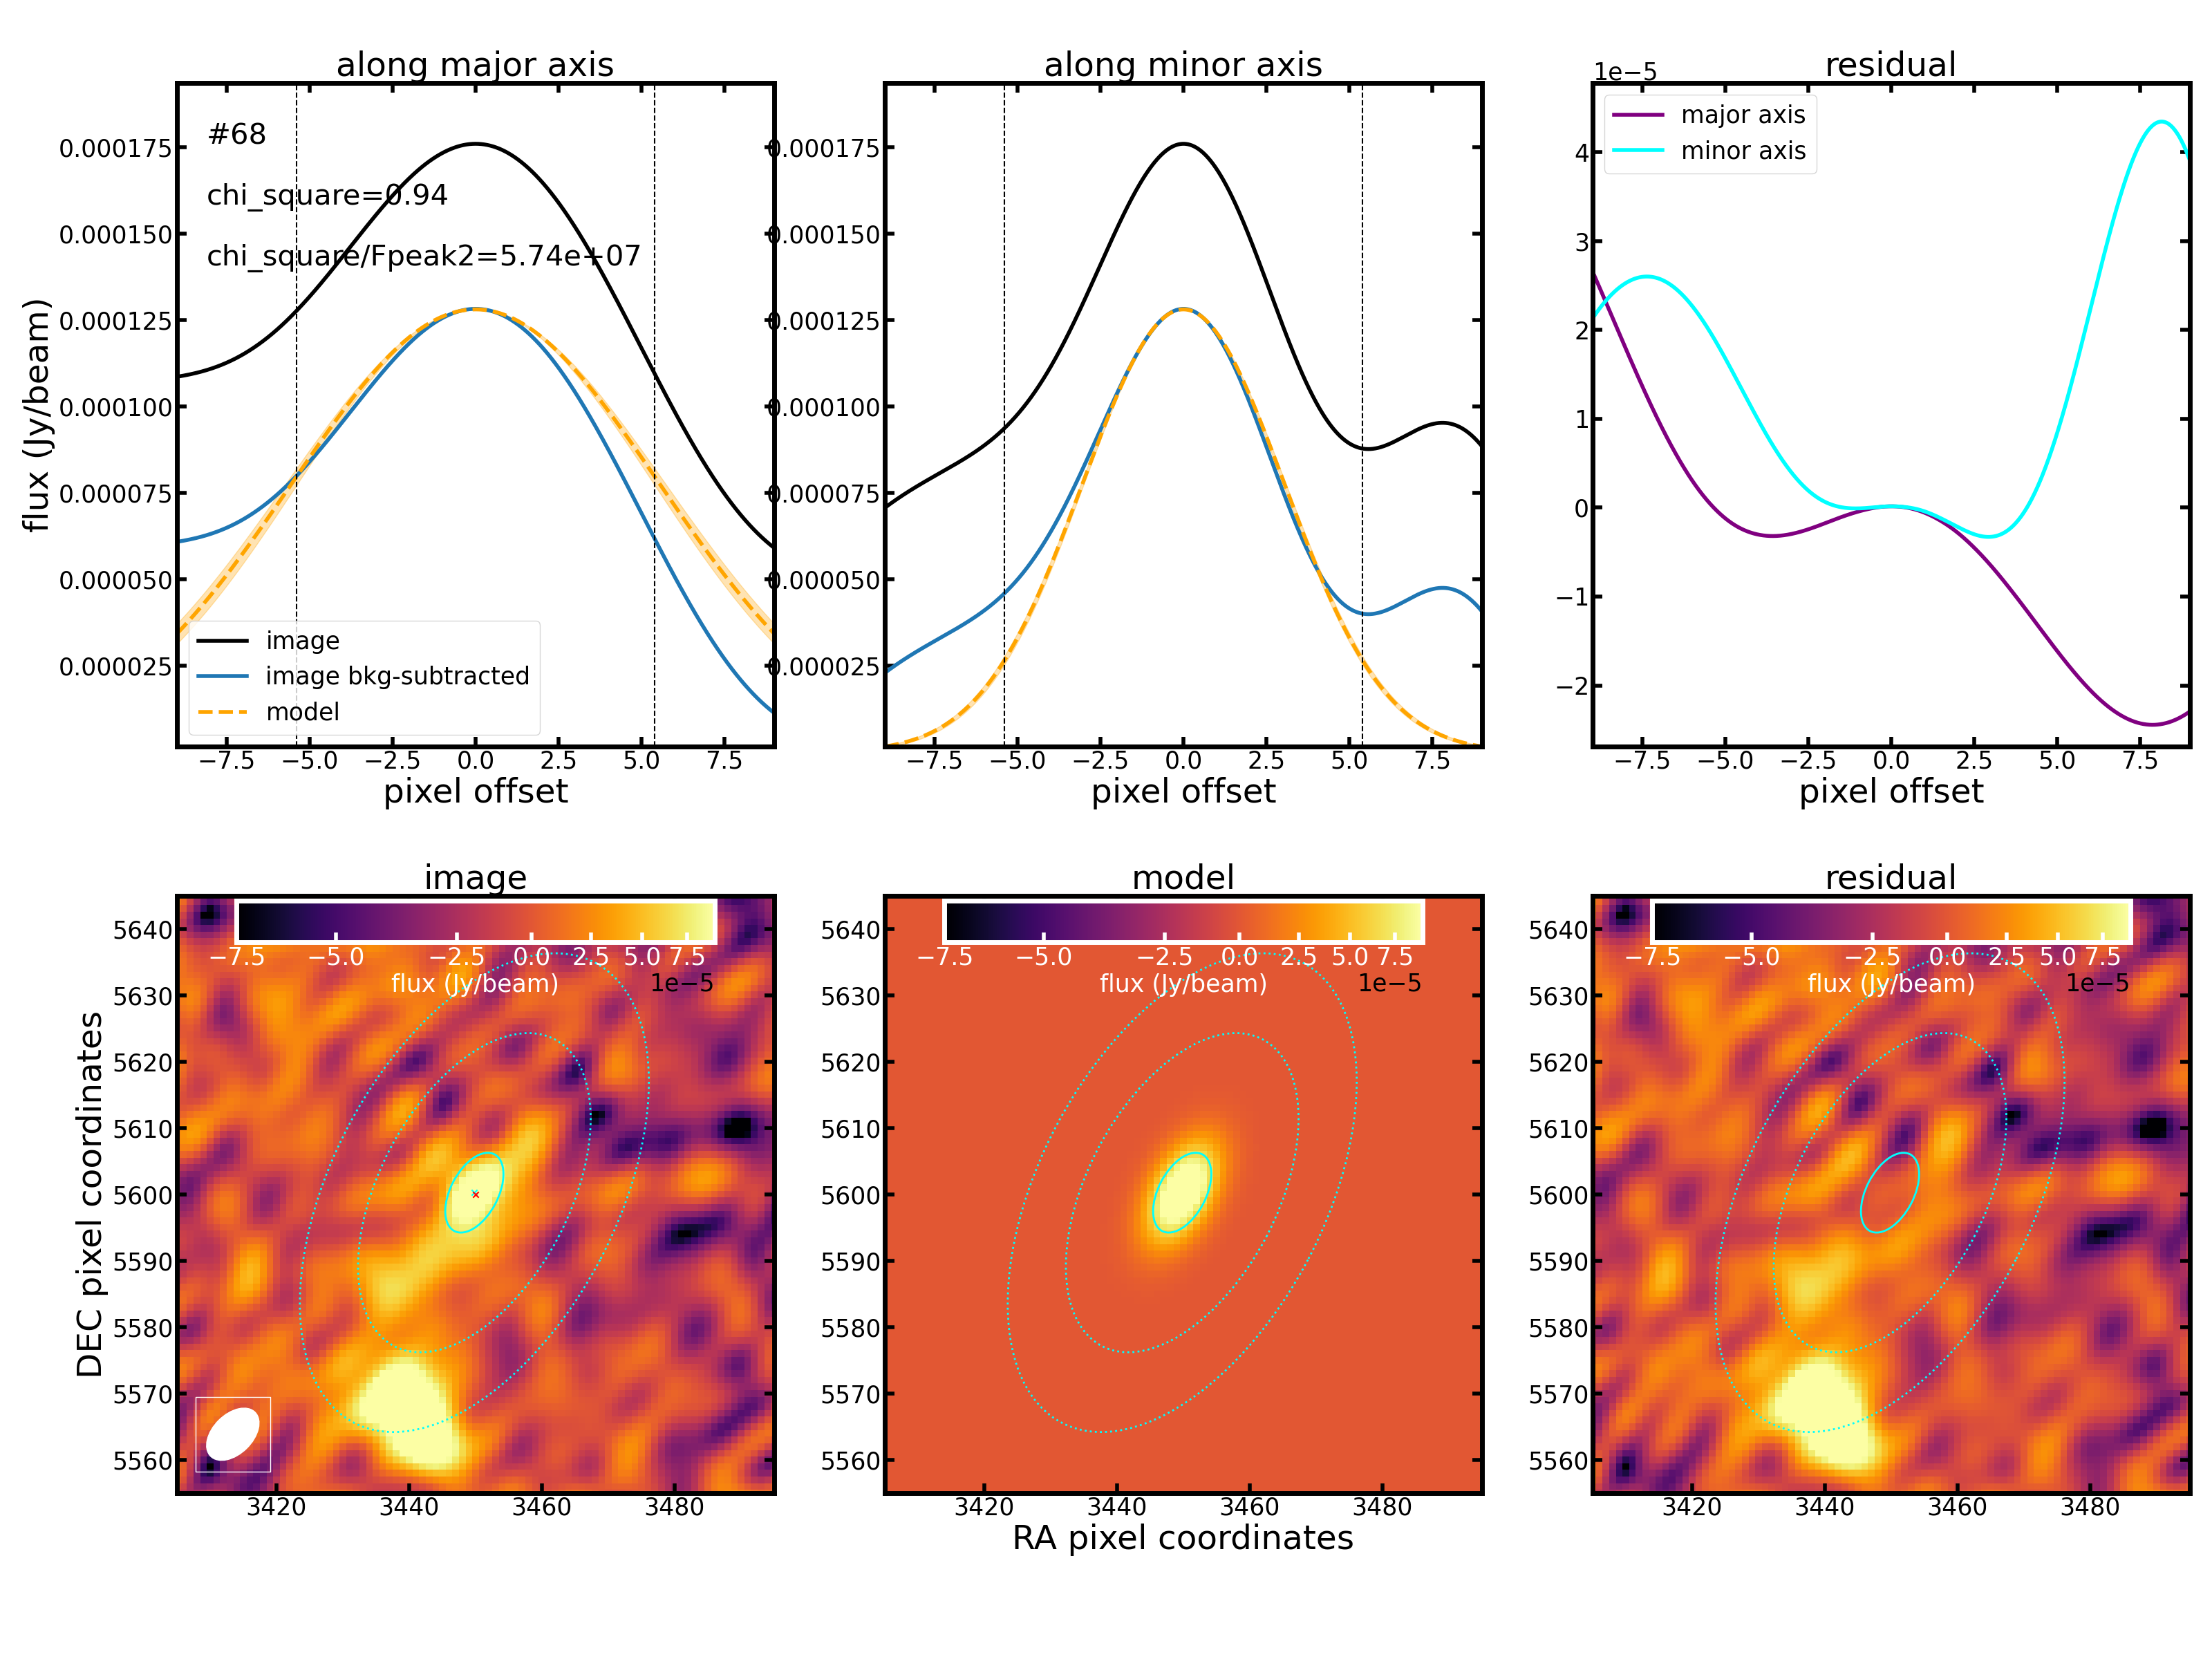 along major axis
#68
chi_square=0.94
chi_square/Fpeak2=5.74e+07
0.000175
0.000150
0.000125
0.000100
0.000075
0.000050
0.000025
flux (Jy/beam)
image
image bkg-subtracted
model
−7.5 −5.0 −2.5 0.0 2.5 5.0 7.5
pixel offset
along minor axis
0.000175
0.000150
0.000125
0.000100
0.000075
0.000050
0.000025
−7.5 −5.0 −2.5 0.0 2.5 5.0 7.5
pixel offset
residual
1e−5
major axis
minor axis
4
3
2
1
0
−1
−2
−7.5 −5.0 −2.5 0.0 2.5 5.0 7.5
pixel offset
image
−7.5 −5.0 −2.5 0.0 2.5 5.0 7.5
flux (Jy/beam) 1e−5
5640
5630
5620
5610
5600
5590
5580
5570
5560
DEC pixel coordinates
3420 3440 3460 3480
model
−7.5 −5.0 −2.5 0.0 2.5 5.0 7.5
flux (Jy/beam) 1e−5
5640
5630
5620
5610
5600
5590
5580
5570
5560
3420 3440 3460 3480
RA pixel coordinates
residual
−7.5 −5.0 −2.5 0.0 2.5 5.0 7.5
flux (Jy/beam) 1e−5
5640
5630
5620
5610
5600
5590
5580
5570
5560
3420 3440 3460 3480